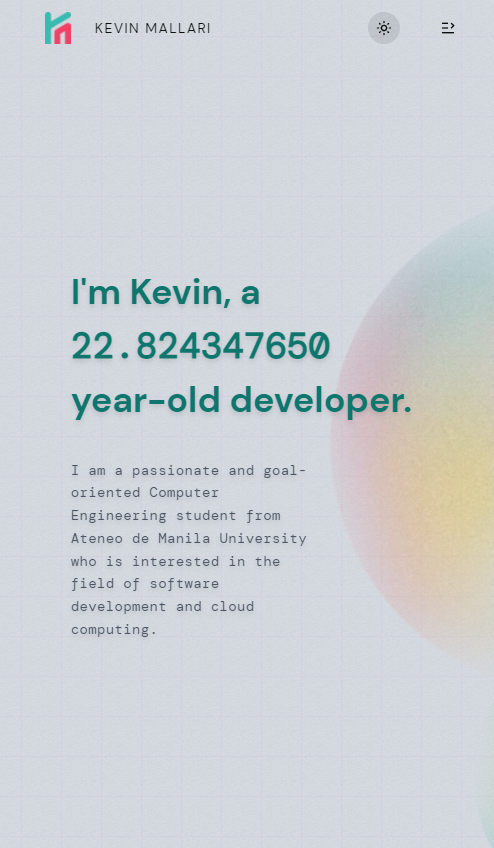 KEVIN MALLARI
I'm Kevin, a
22.824347650
year-old developer.
I am a passionate and goal-
oriented Computer
Engineering student from
Ateneo de Manila University
who is interested in the
field of software
development and cloud
computing.